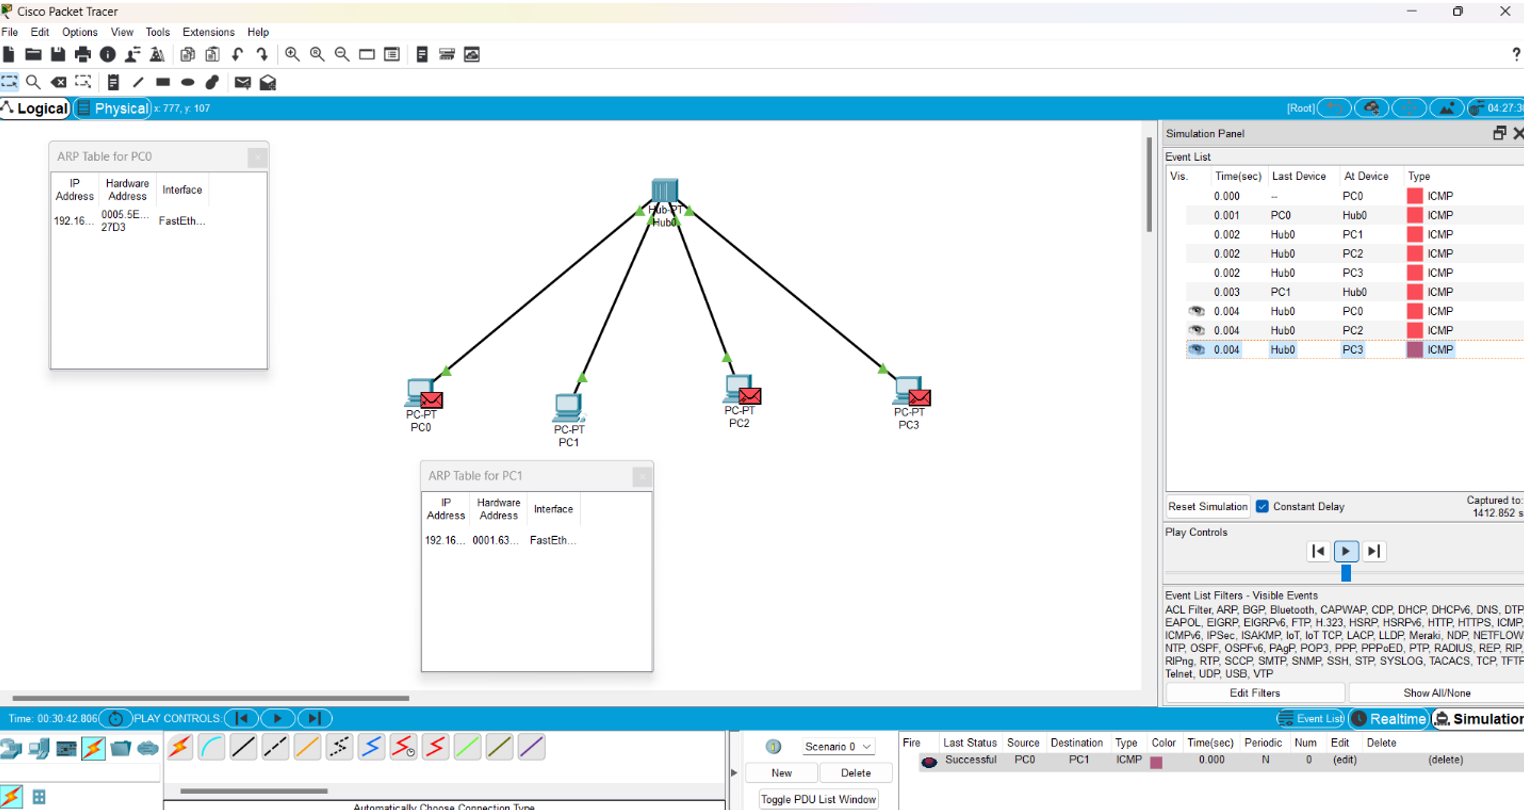 Cisco Packet Tracer
File Edit Options View Tools Extensions Help
?
Logical Physical x: 777, y: 107 [Root] 04:27:30
ARP Table for PC0
IP Address Hardware Address Interface
192.16... 0005.5E... 27D3 FastEth...
Hub-PT
Hub0
PC-PT
PC0
PC-PT
PC1
PC-PT
PC2
PC-PT
PC3
ARP Table for PC1
IP Address Hardware Address Interface
192.16... 0001.63... FastEth...
Simulation Panel
Event List
Vis. Time(sec) Last Device At Device Type
0.000 -- PC0 ICMP
0.001 PC0 Hub0 ICMP
0.002 Hub0 PC1 ICMP
0.002 Hub0 PC2 ICMP
0.002 Hub0 PC3 ICMP
0.003 PC1 Hub0 ICMP
0.004 Hub0 PC0 ICMP
0.004 Hub0 PC2 ICMP
0.004 Hub0 PC3 ICMP
Reset Simulation Constant Delay Captured to:
1412.852 s
Play Controls
Event List Filters - Visible Events
ACL Filter, ARP, BGP, Bluetooth, CAPWAP, CDP, DHCP, DHCPv6, DNS, DTP
EAPOL, EIGRP, EIGRPv6, FTP, H.323, HSRP, HSRPv6, HTTP, HTTPS, ICMP,
ICMPv6, IPSec, ISAKMP, IoT, IoT TCP, LACP, LLDP, Meraki, NDP, NETFLOW
NTP, OSPF, OSPFv6, PAgP, POP3, PPP, PPPoED, PTP, RADIUS, REP, RIP,
RIPng, RTP, SCCP, SMTP, SNMP, SSH, STP, SYSLOG, TACACS, TCP, TFTP
Telnet, UDP, USB, VTP
Edit Filters Show All/None
Time: 00:30:42.806 PLAY CONTROLS: Event List Realtime Simulation
Scenario 0
New Delete
Toggle PDU List Window
Fire Last Status Source Destination Type Color Time(sec) Periodic Num Edit Delete
Successful PC0 PC1 ICMP 0.000 N 0 (edit) (delete)
Automatically Choose Connection Type